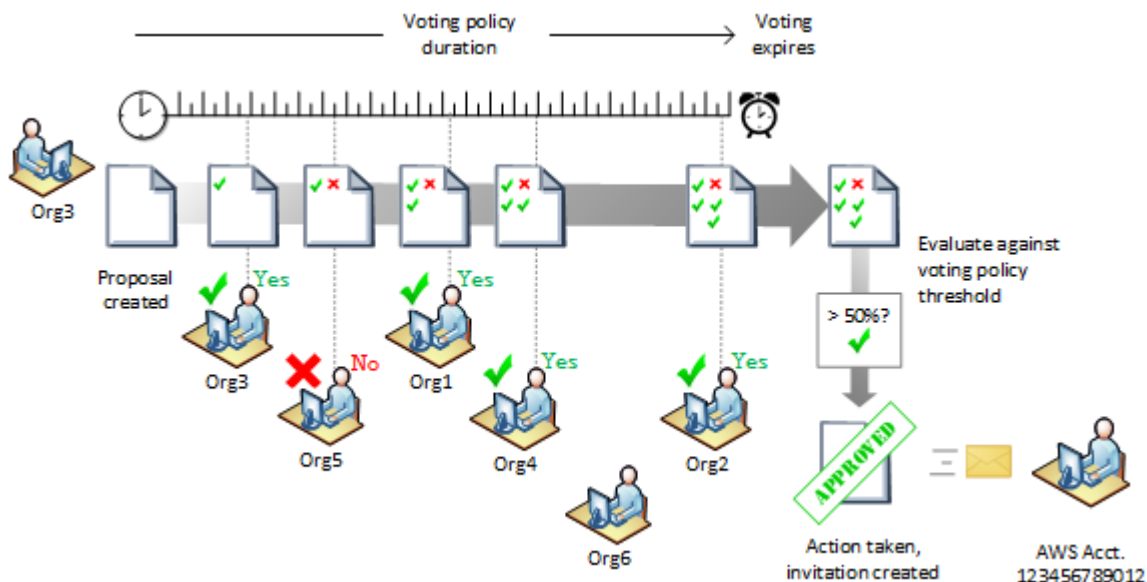 Voting policy
duration
Voting
expires
Org3
Proposal
created
Yes
Org3
No
Org5
Yes
Org1
Yes
Org4
Org6
Yes
Org2
Evaluate against
voting policy
threshold
> 50%?
APPROVED
Action taken,
invitation created
AWS Acct.
123456789012